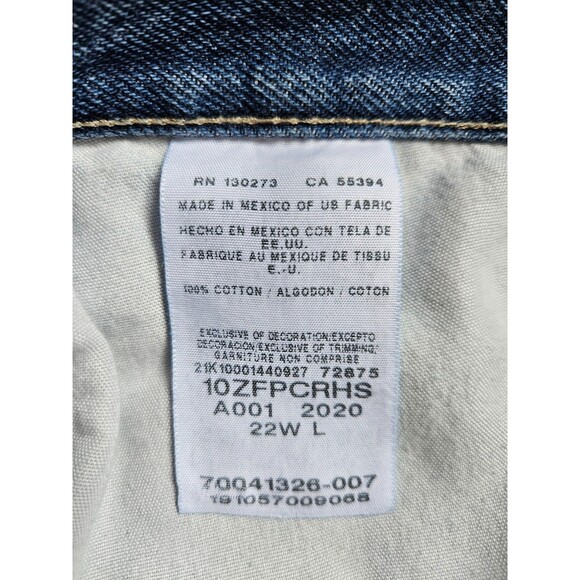 RN 130273 CA 55394
MADE IN MEXICO OF US FABRIC
HECHO EN MEXICO CON TELA DE
EE.UU.
FABRIQUE AU MEXIQUE DE TISSU
E.-U.
100% COTTON / ALGODON / COTON
EXCLUSIVE OF DECORATION/EXCEPTO
DECORACION/EXCLUSIVE OF TRIMMING/
GARNITURE NON COMPRISE
21K10001440927 72875
10ZFPCRHS
A001 2020
22W L
70041326-007
191057009068